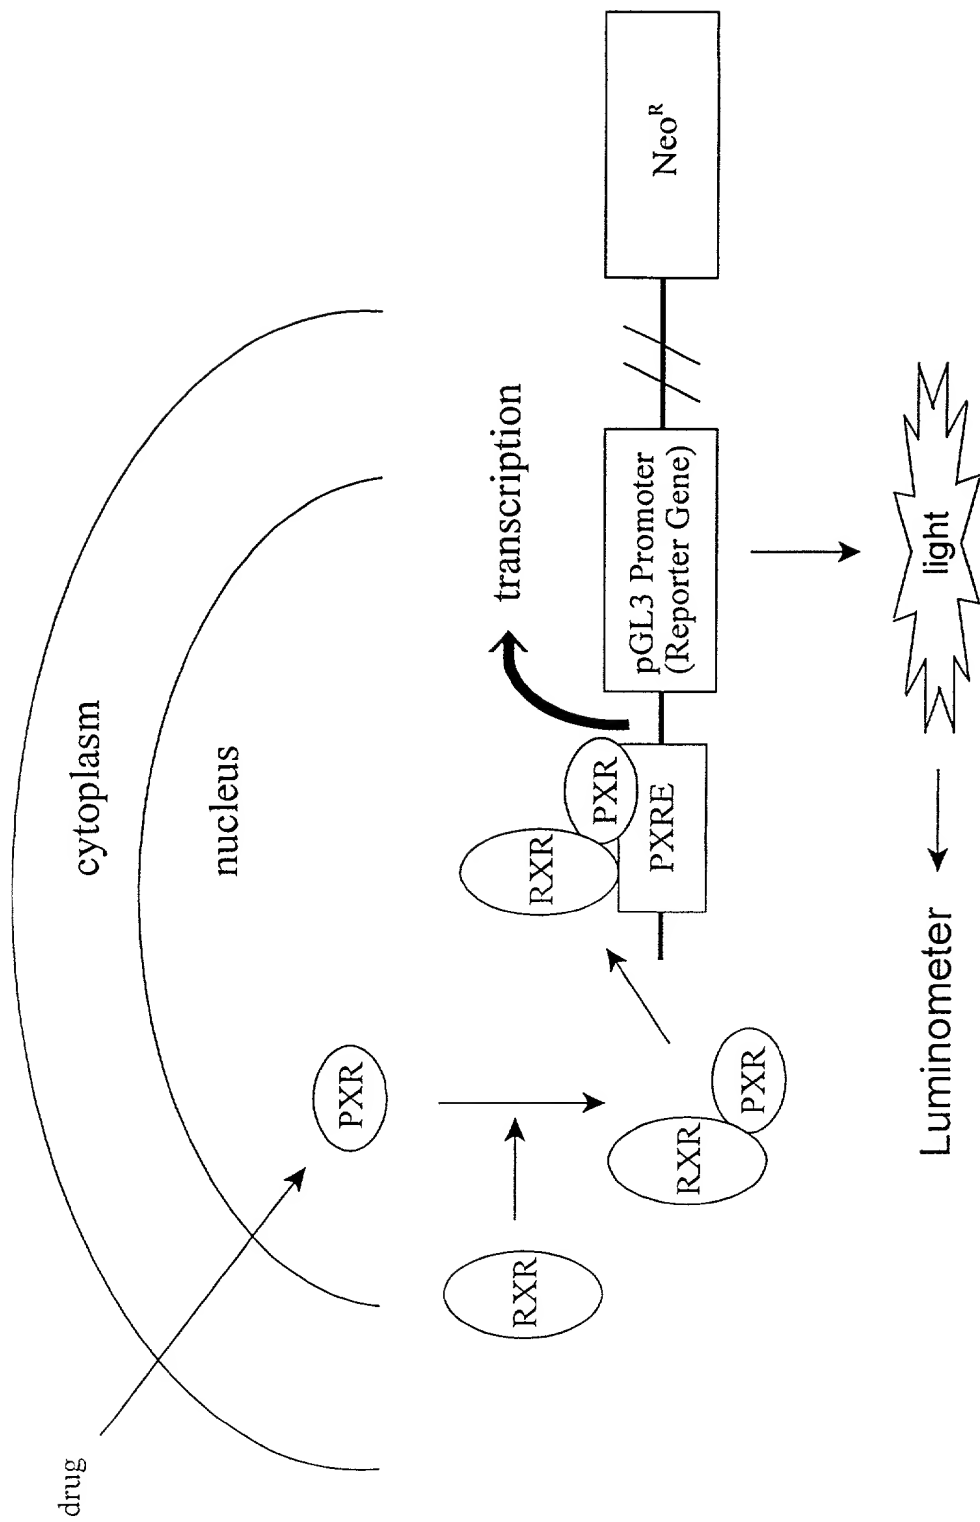 drug
cytoplasm
nucleus
PXR
RXR
RXR
PXR
RXR
PXR
PXRE
transcription
pGL3 Promoter
(Reporter Gene)
Neo^R
light
Luminometer